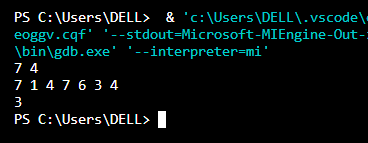 PS C:\Users\DELL>  & 'c:\Users\DELL\.vscode\
eoggv.cqf' '--stdout=Microsoft-MIEngine-Out-
\bin\gdb.exe' '--interpreter=mi'
7 4
7 1 4 7 6 3 4
3
PS C:\Users\DELL>